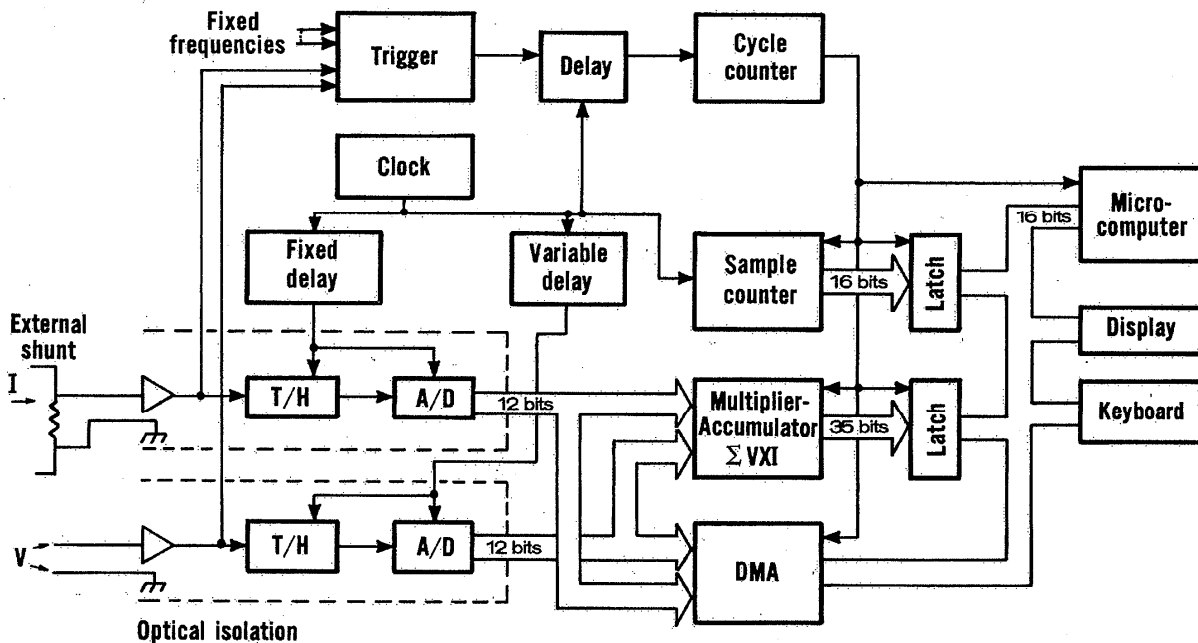 Fixed
frequencies
Trigger
Delay
Cycle
counter
Clock
Fixed
delay
Variable
delay
Sample
counter
16 bits
Latch
16 bits
Micro-
computer
Display
Keyboard
External
shunt
I
T/H
A/D
12 bits
Multiplier-
Accumulator
Σ VXI
35 bits
Latch
V
T/H
A/D
12 bits
DMA
Optical isolation